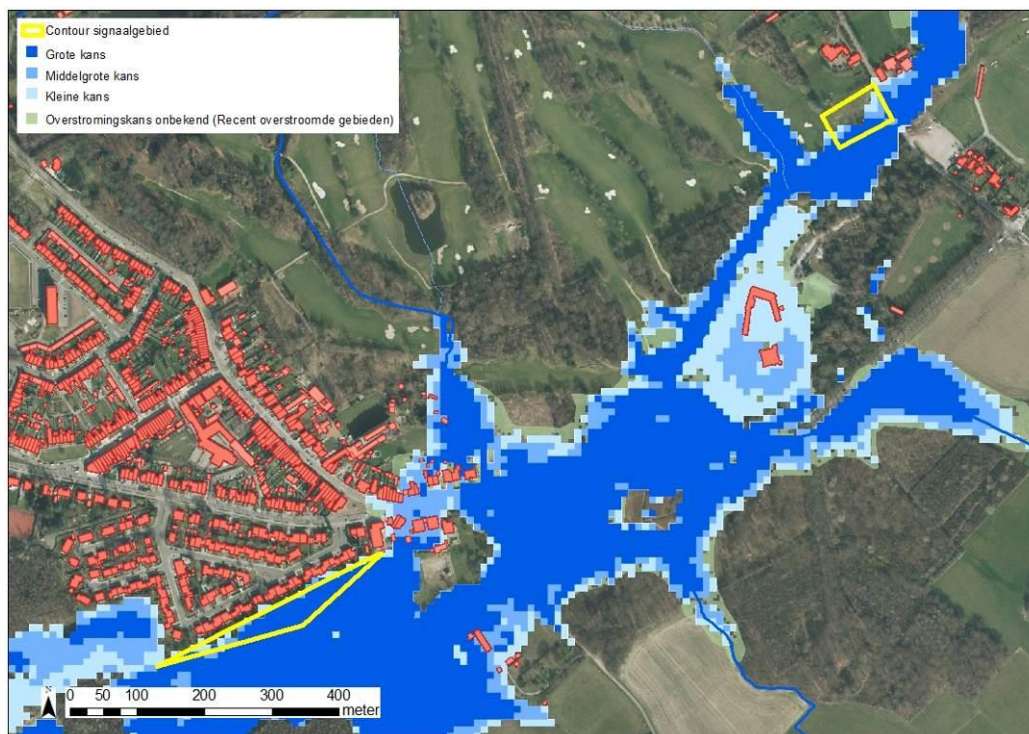 Contour signaalgebied
Grote kans
Middelgrote kans
Kleine kans
Overstromingskans onbekend (Recent overstroomde gebieden)
N
0 50 100 200 300 400
meter